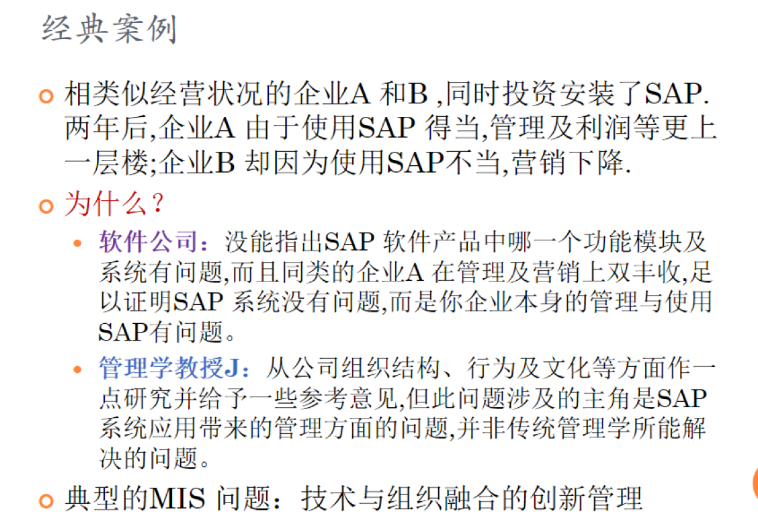 经典案例
相类似经营状况的企业A 和B ,同时投资安装了SAP.
两年后,企业A 由于使用SAP 得当,管理及利润等更上
一层楼;企业B 却因为使用SAP不当,营销下降.
为什么？
软件公司：没能指出SAP 软件产品中哪一个功能模块及
系统有问题,而且同类的企业A 在管理及营销上双丰收,足
以证明SAP 系统没有问题,而是你企业本身的管理与使用
SAP有问题。
管理学教授J：从公司组织结构、行为及文化等方面作一
点研究并给予一些参考意见,但此问题涉及的主角是SAP
系统应用带来的管理方面的问题,并非传统管理学所能解
决的问题。
典型的MIS 问题：技术与组织融合的创新管理